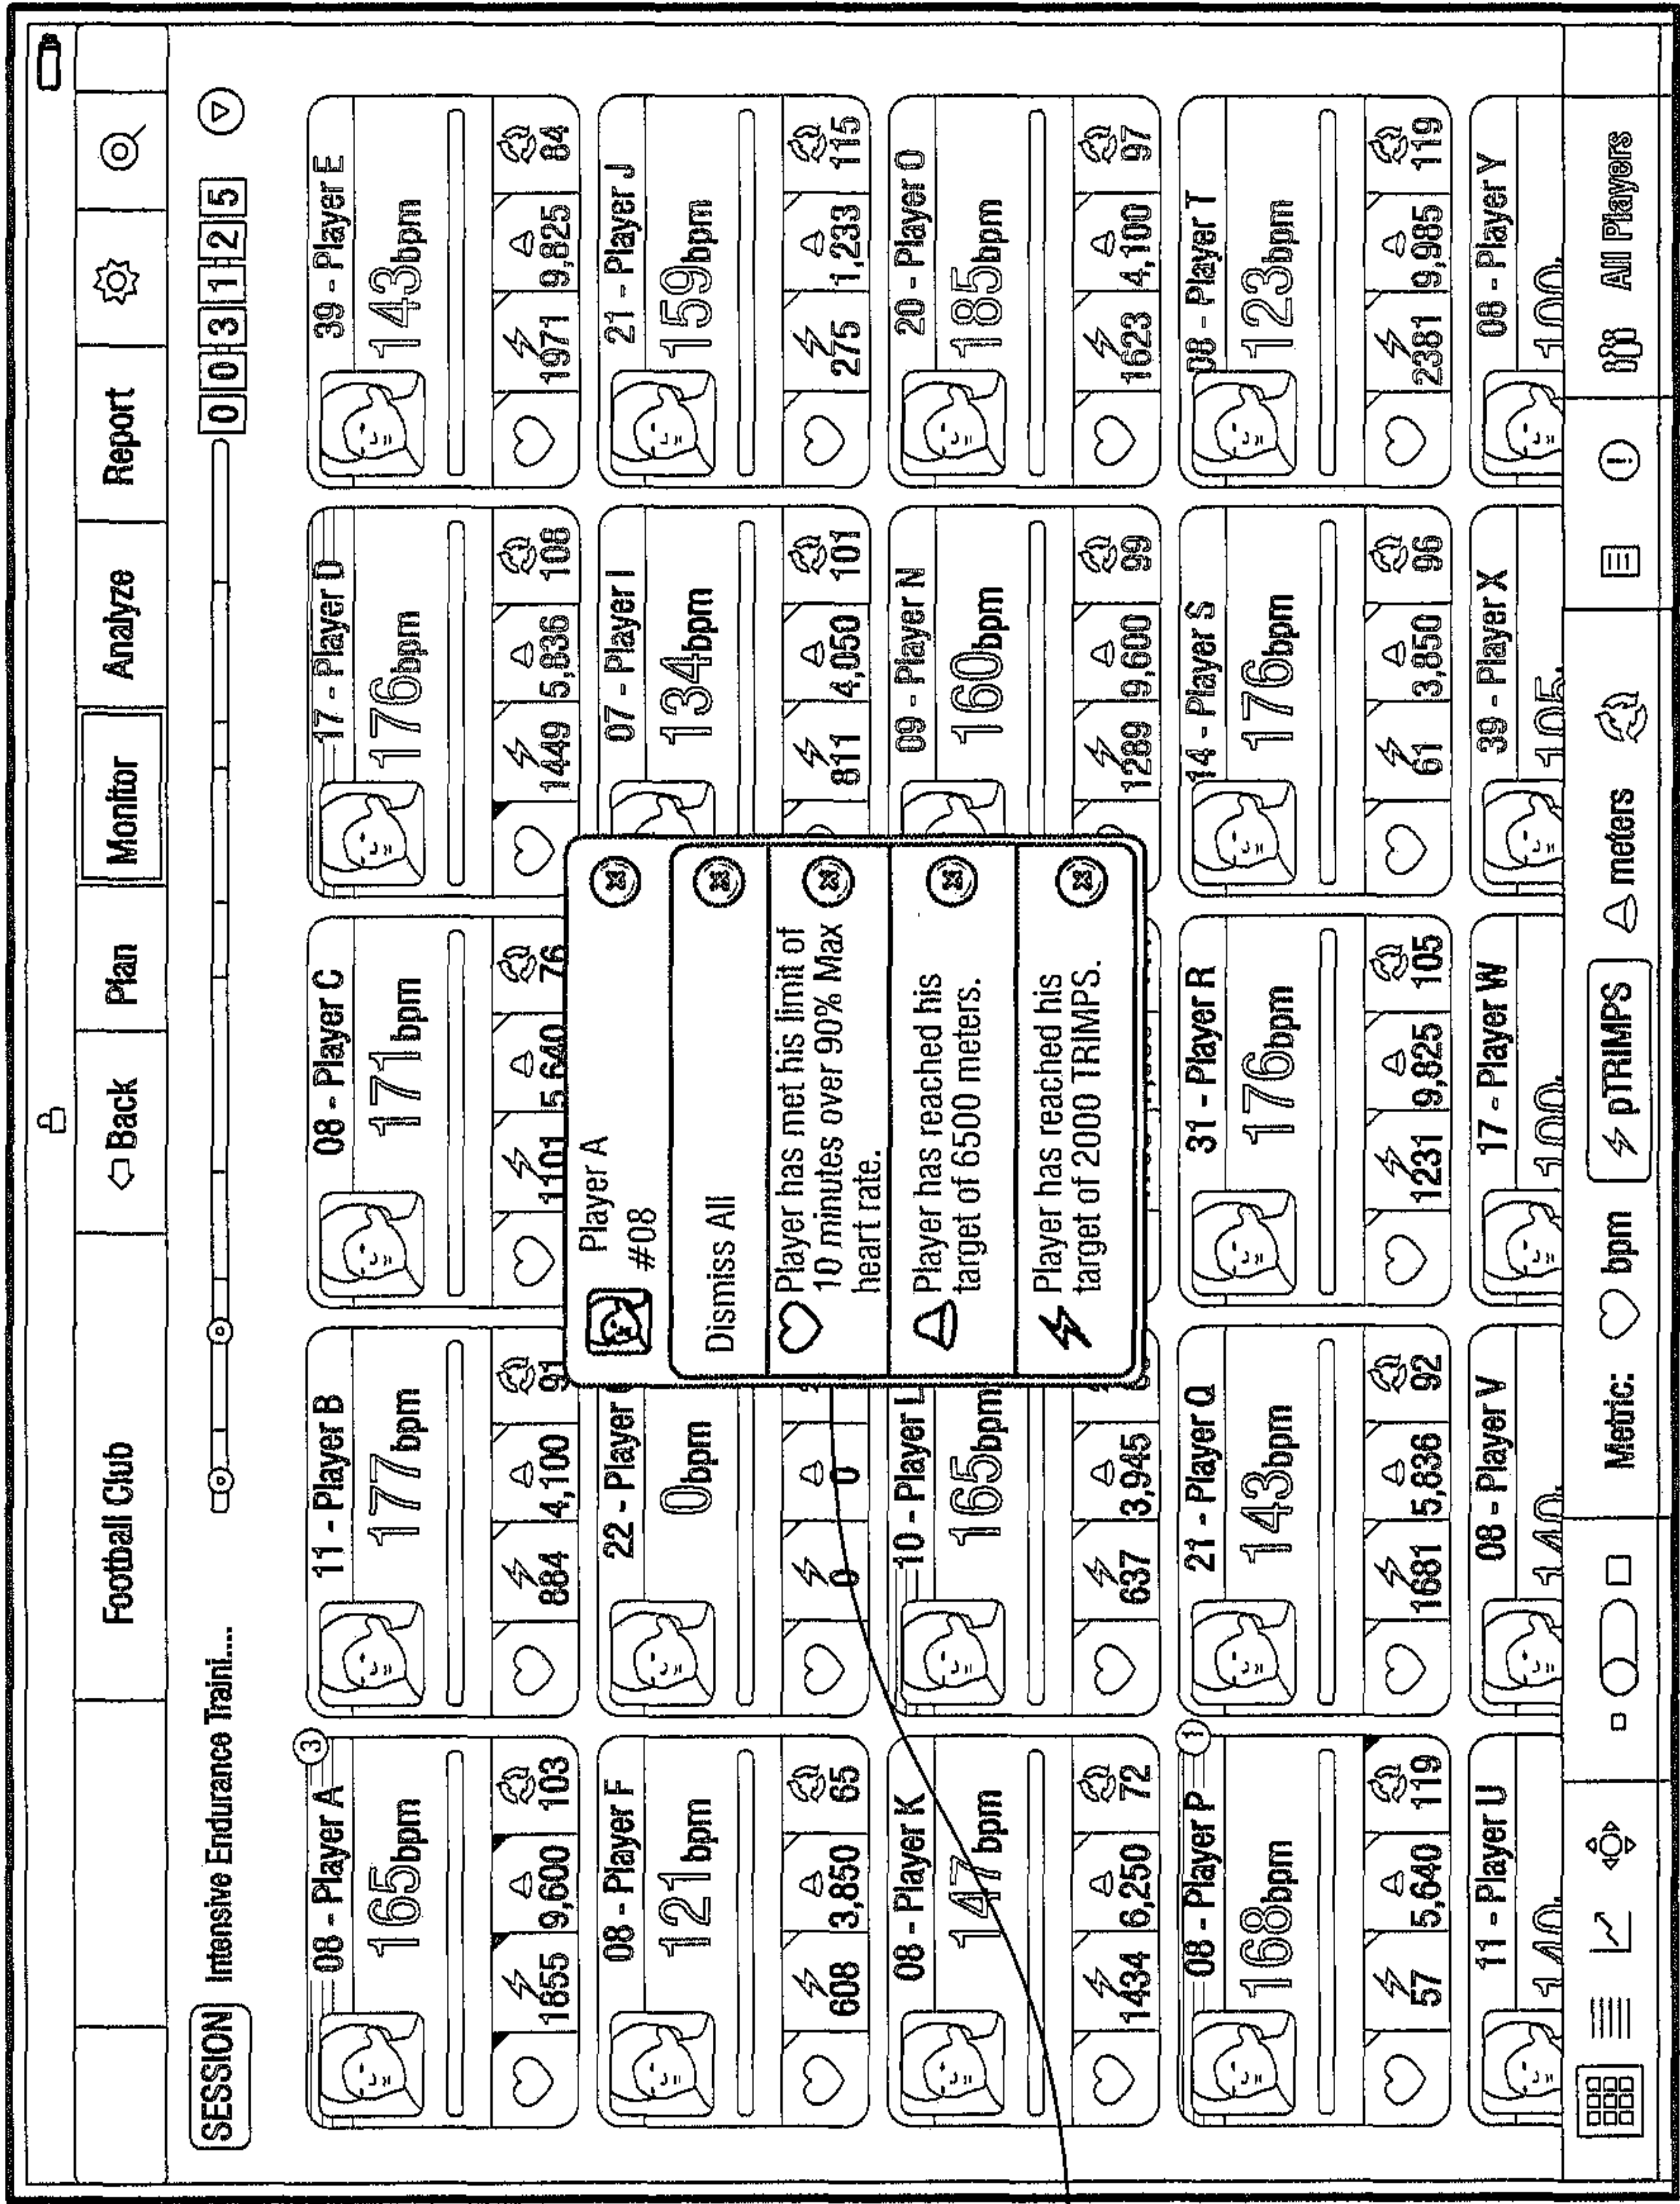 Football Club
Back
Plan
Monitor
Analyze
Report
SESSION
Intensive Endurance Traini....
0 0 3 1 2 5
08 - Player A
3
165bpm
1855
9,600
103
11 - Player B
177bpm
884
4,100
91
08 - Player C
171bpm
1101
5,640
76
17 - Player D
176bpm
1449
5,836
108
39 - Player E
143bpm
1971
9,825
84
08 - Player F
121bpm
608
3,850
65
22 - Player
0bpm
0
0
07 - Player I
134bpm
811
4,050
101
21 - Player J
159bpm
275
1,233
115
Player A
#08
Dismiss All
Player has met his limit of
10 minutes over 90% Max
heart rate.
Player has reached his
target of 6500 meters.
Player has reached his
target of 2000 TRIMPS.
08 - Player K
147bpm
1434
6,250
72
10 - Player L
165bpm
637
3,945
09 - Player N
160bpm
1289
9,600
99
20 - Player O
185bpm
1623
4,100
97
08 - Player P
1
168bpm
57
5,640
119
21 - Player Q
143bpm
1681
5,836
92
31 - Player R
176bpm
1231
9,825
105
14 - Player S
176bpm
61
3,850
96
08 - Player T
123bpm
2381
9,985
119
11 - Player U
140
08 - Player V
140
17 - Player W
100
39 - Player X
105
08 - Player Y
100
Metric:
bpm
pTRIMPS
meters
All Players